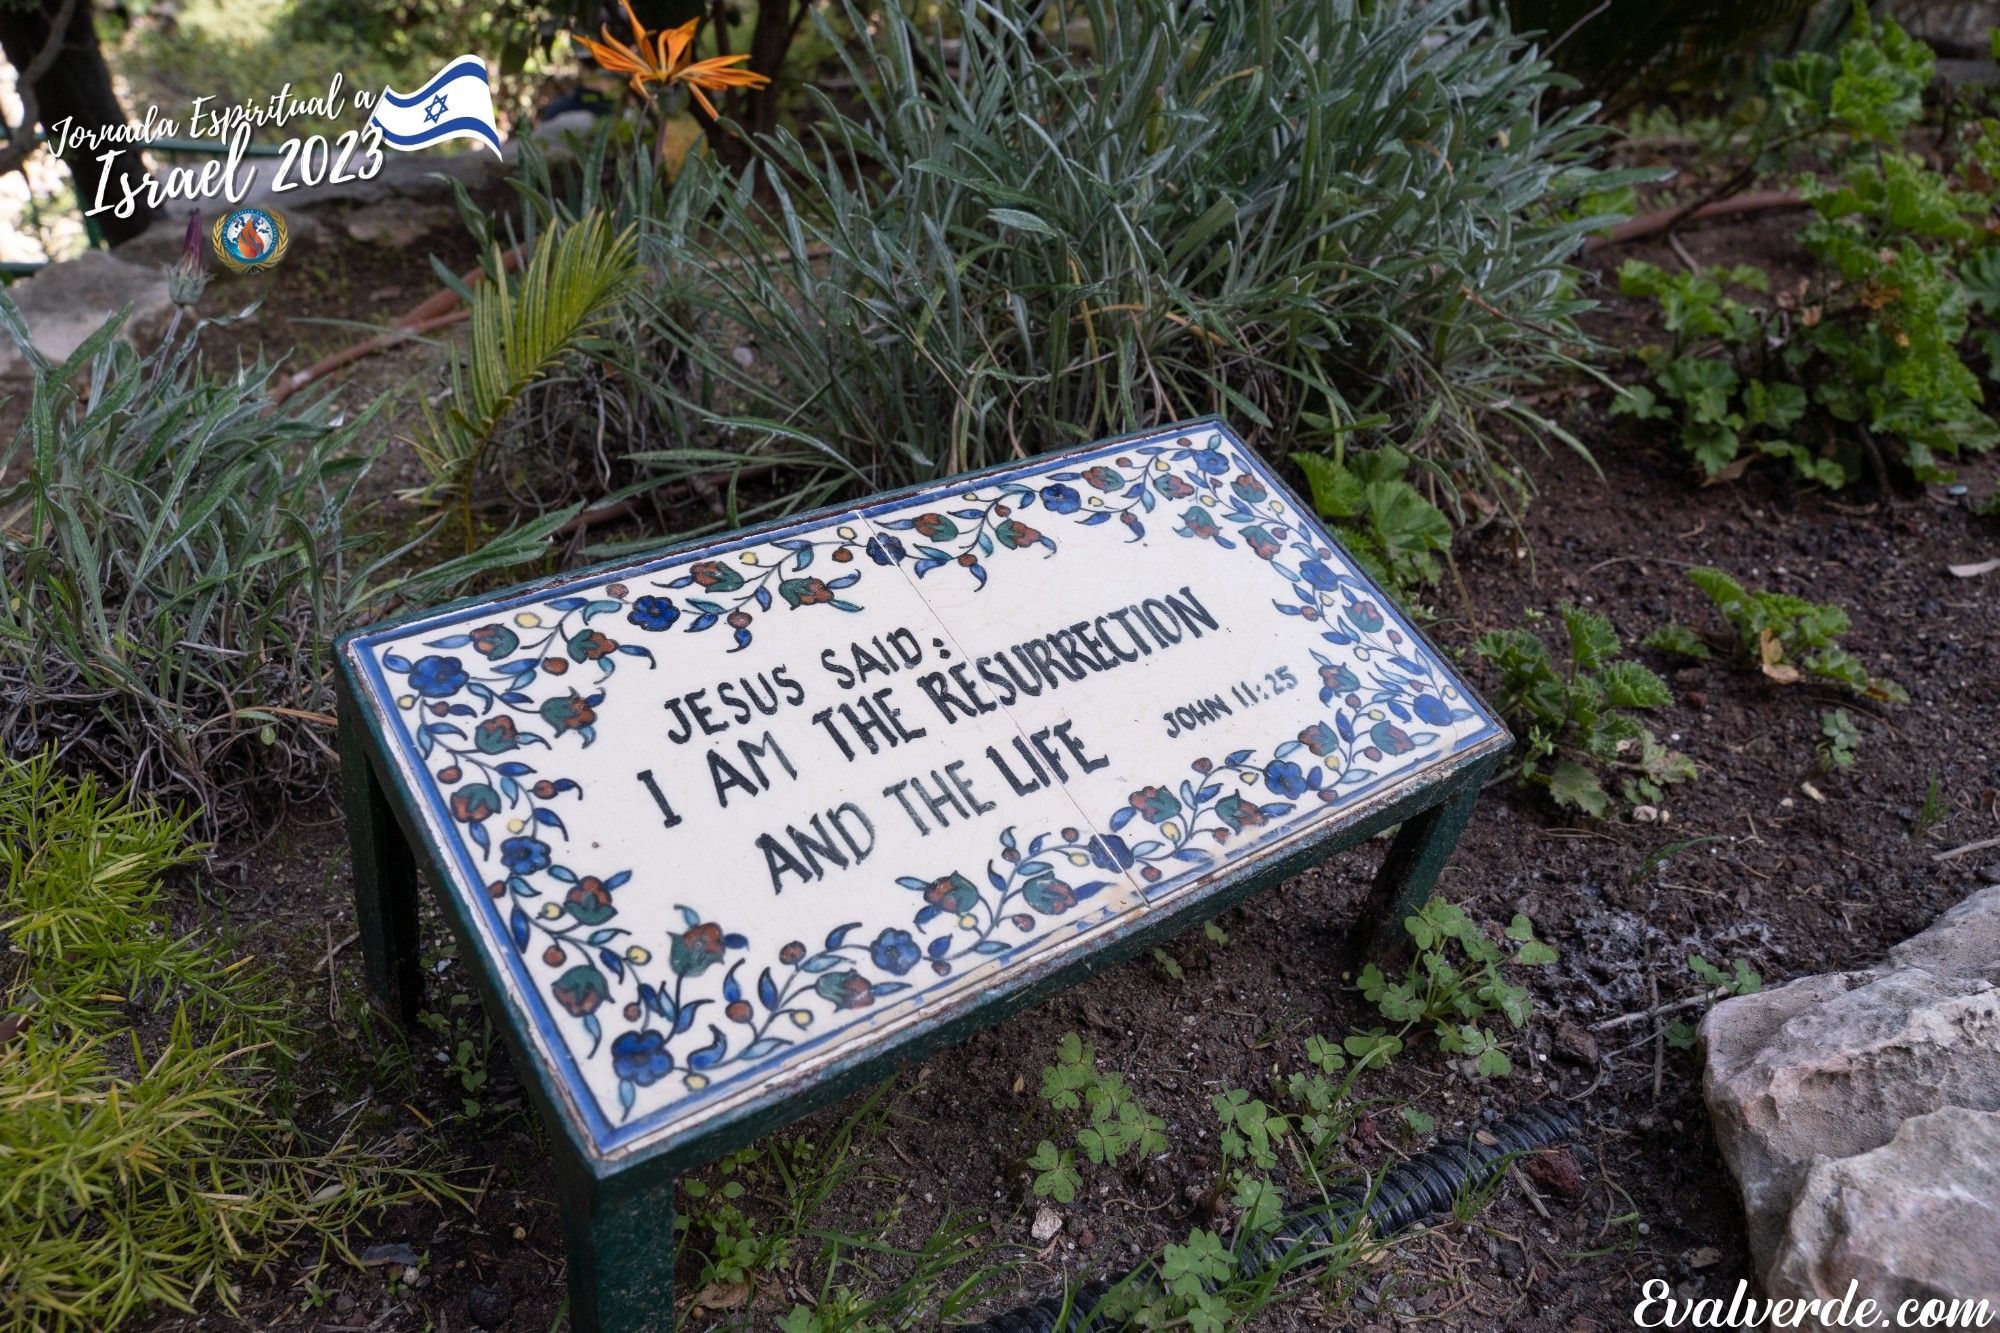 Jornada Espiritual a
Israel 2023
JESUS SAID:
I AM THE RESURRECTION
AND THE LIFE
JOHN 11:25
Evalverde.com